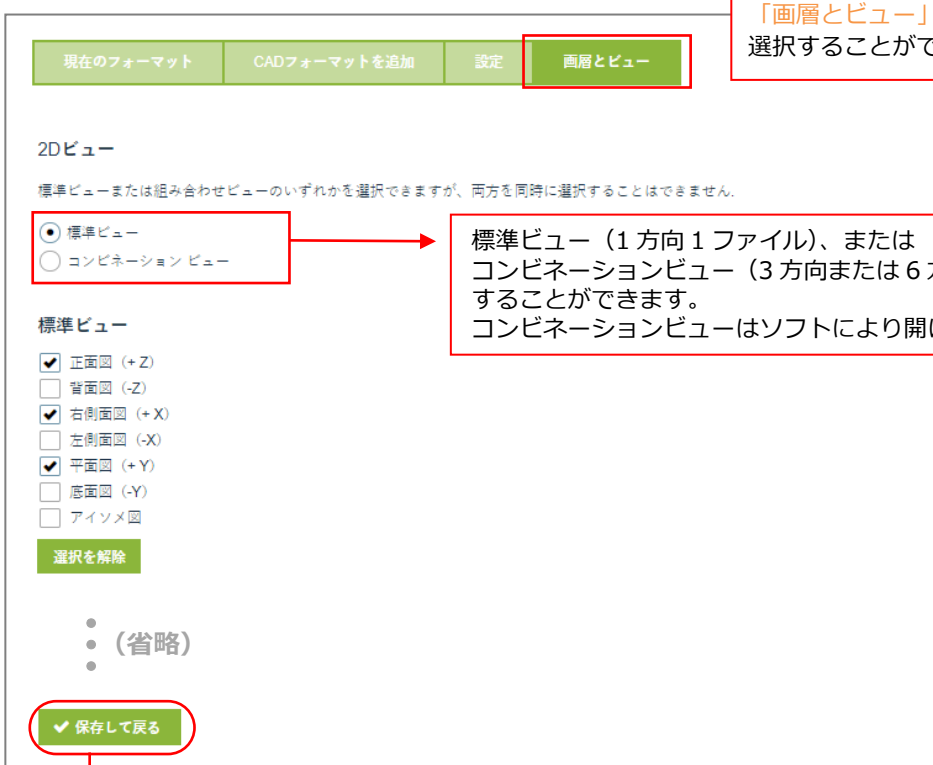 「画層とビュー」
選択することがで
現在のフォーマット CADフォーマットを追加 設定 画層とビュー
2Dビュー
標準ビューまたは組み合わせビューのいずれかを選択できますが、両方を同時に選択することはできません.
標準ビュー
コンビネーション ビュー
標準ビュー（1 方向 1 ファイル）、または
コンビネーションビュー（3 方向または 6
することができます。
コンビネーションビューはソフトにより開
標準ビュー
正面図（+ Z）
背面図（-Z）
右側面図（+ X）
左側面図（-X）
平面図（+ Y）
底面図（-Y）
アイソメ図
選択を解除
（省略）
保存して戻る